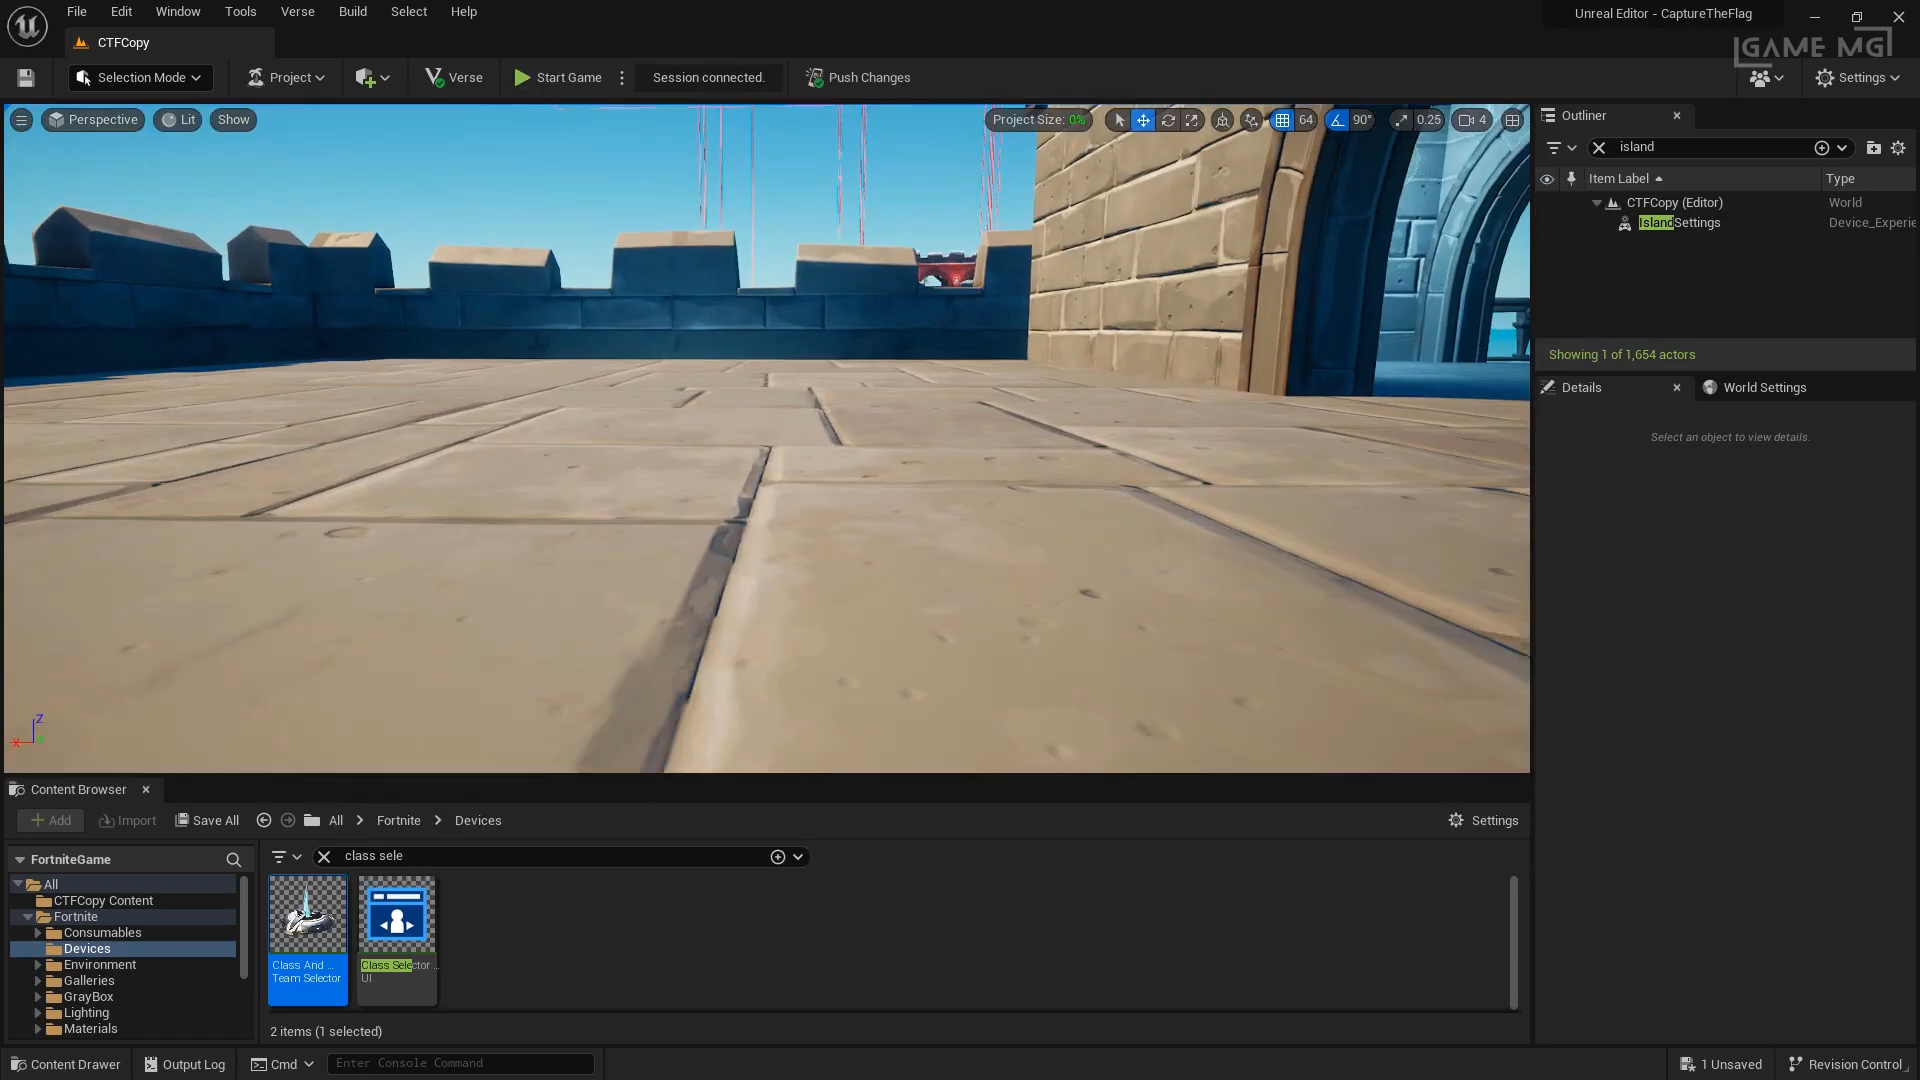 File Edit Window Tools Verse Build Select Help
Unreal Editor - CaptureTheFlag
CTFCopy
GAME MG
Selection Mode
Project
Verse
Start Game
Session connected.
Push Changes
Settings
Perspective
Lit
Show
Project Size: 0%
64
90°
0.25
4
Outliner
island
Item Label
Type
CTFCopy (Editor)
World
IslandSettings
Device_Experie
Showing 1 of 1,654 actors
Details
World Settings
Select an object to view details.
Z
X
Content Browser
Add
Import
Save All
All
Fortnite
Devices
Settings
FortniteGame
class sele
All
CTFCopy Content
Fortnite
Consumables
Devices
Environment
Galleries
GrayBox
Lighting
Materials
Class And ...
Team Selector
Class Selector ...
UI
2 items (1 selected)
Content Drawer
Output Log
Cmd
Enter Console Command
1 Unsaved
Revision Control